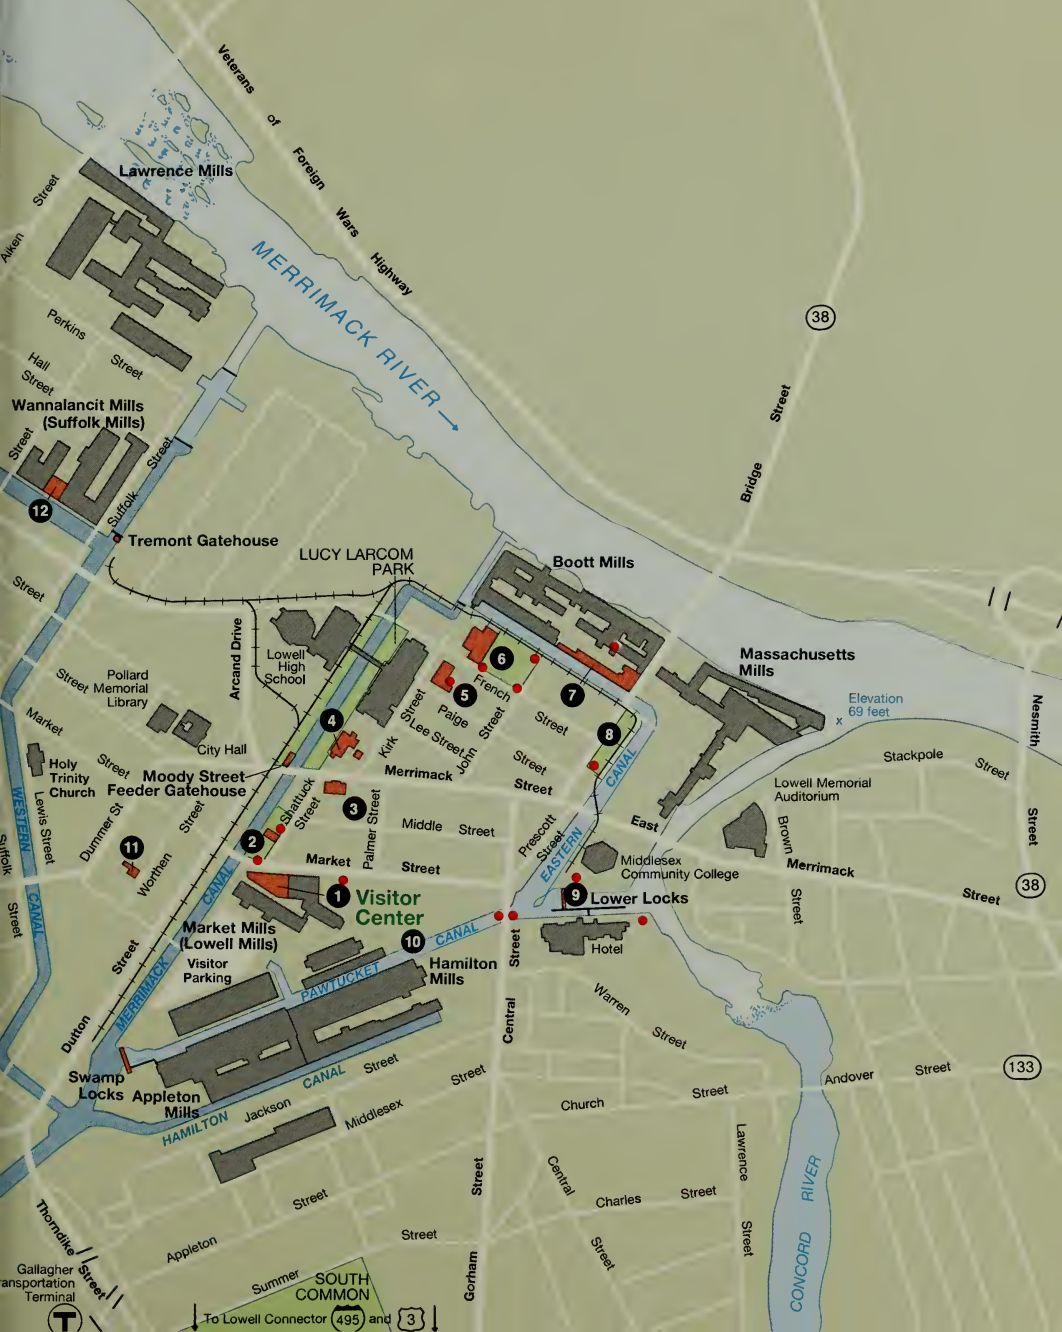 Veterans of Foreign Wars Highway
Lawrence Mills
Aiken Street
MERRIMACK RIVER
38
Perkins Street
Hall Street
Bridge Street
Wannalancit Mills
(Suffolk Mills)
Street
Suffolk Street
12
Tremont Gatehouse
LUCY LARCOM
PARK
Boott Mills
Street
Arcand Drive
Lowell
High
School
Massachusetts
Mills
6
French Street
5
7
Elevation
69 feet
x
Pollard
Memorial
Library
Street
Kirk Street
Paige Street
Lee Street
John Street
4
8
Nesmith Street
Market Street
City Hall
Holy
Trinity
Church
Moody Street
Feeder Gatehouse
Merrimack Street
EASTERN CANAL
Stackpole Street
Lowell Memorial
Auditorium
WESTERN CANAL
Lewis Street
Dummer St
Worthen Street
Shattuck Street
3
Palmer Street
Middle Street
Prescott Street
East Merrimack Street
Brown Street
Suffolk Street
11
2
Market Street
Middlesex
Community College
38
1
Visitor
Center
9
Lower Locks
Market Mills
(Lowell Mills)
Visitor
Parking
10
PAWTUCKET CANAL
Hamilton
Mills
Hotel
MERRIMACK CANAL
Dutton Street
Central Street
Warren Street
Swamp
Locks
Appleton
Mills
HAMILTON CANAL
Jackson Street
Middlesex Street
Church Street
Andover Street
133
Lawrence Street
Central Street
Charles Street
CONCORD RIVER
Thorndike Street
Appleton Street
Gorham Street
Summer Street
Gallagher
ansportation
Terminal
T
SOUTH
COMMON
To Lowell Connector 495 and 3